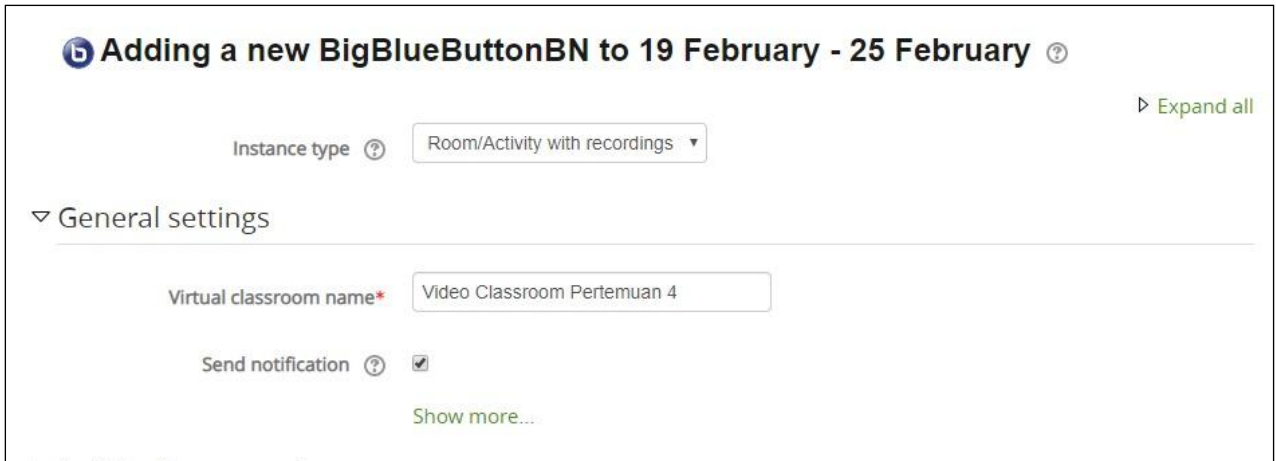 Adding a new BigBlueButtonBN to 19 February - 25 February
Expand all
Instance type Room/Activity with recordings
General settings
Virtual classroom name* Video Classroom Pertemuan 4
Send notification
Show more...